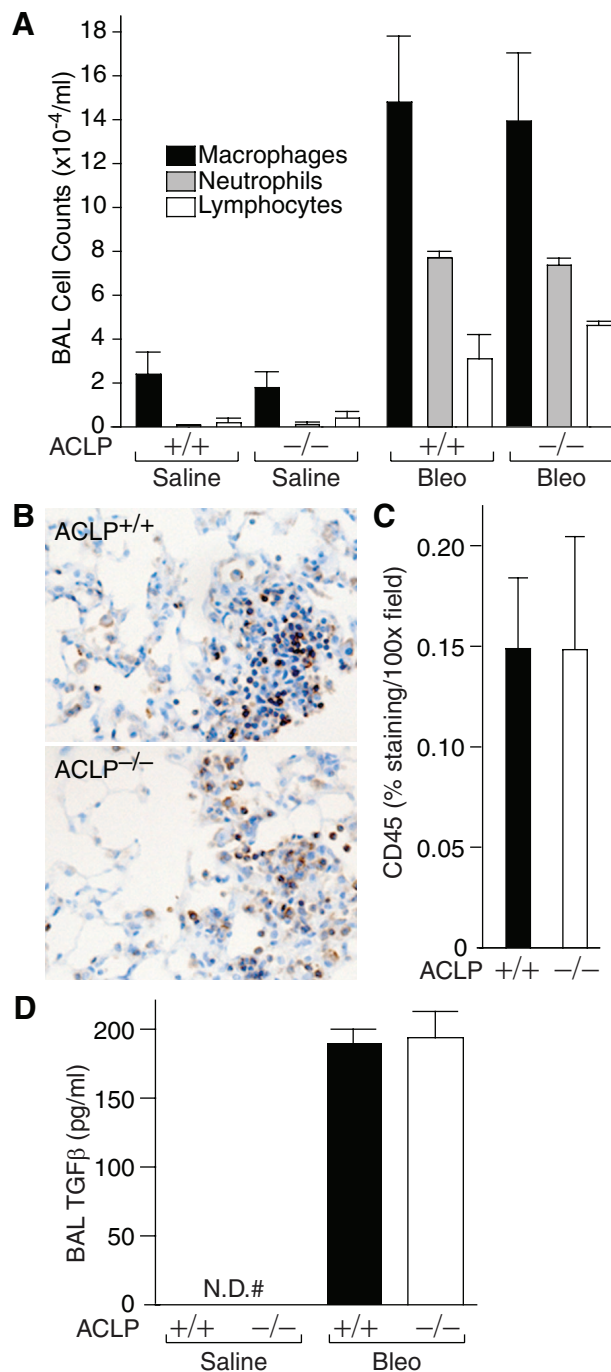 A
BAL Cell Counts (x10⁻⁴/ml)
18
16
14
12
10
8
6
4
2
0
Macrophages
Neutrophils
Lymphocytes
ACLP +/+ −/− +/+ −/−
Saline Saline Bleo Bleo
B
ACLP+/+
ACLP−/−
C
CD45 (% staining/100x field)
0.20
0.15
0.10
0.05
0
ACLP +/+ −/−
D
BAL TGFβ (pg/ml)
200
150
100
50
0
N.D.#
ACLP +/+ −/− +/+ −/−
Saline Bleo